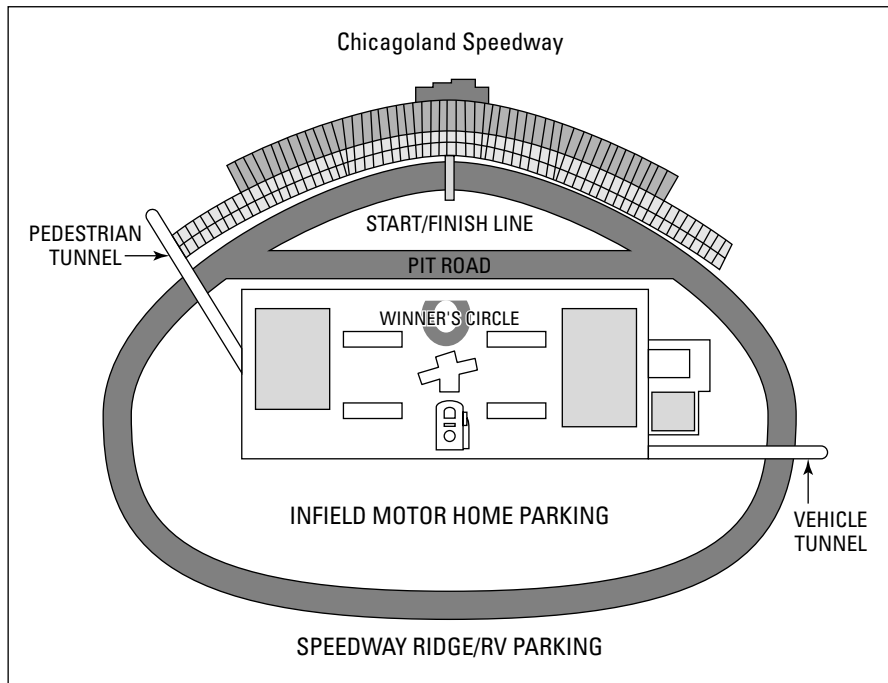 Chicagoland Speedway
START/FINISH LINE
PEDESTRIAN
TUNNEL
PIT ROAD
WINNER'S CIRCLE
INFIELD MOTOR HOME PARKING
VEHICLE
TUNNEL
SPEEDWAY RIDGE/RV PARKING